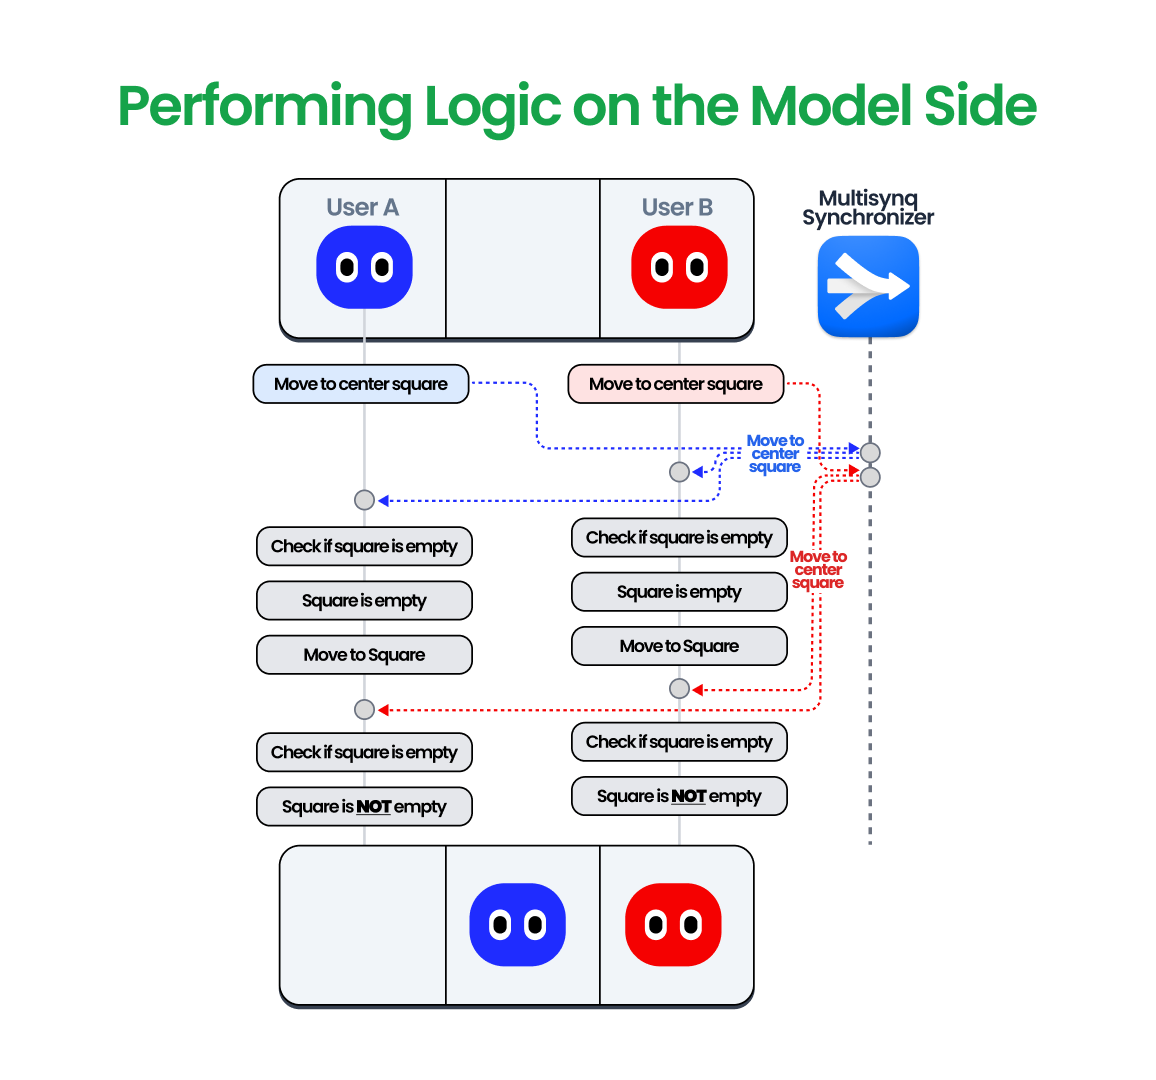 Performing Logic on the Model Side
User A
User B
Multisynq
Synchronizer
Move to center square
Move to center square
Move to
center
square
Check if square is empty
Check if square is empty
Move to
center
square
Square is empty
Square is empty
Move to Square
Move to Square
Check if square is empty
Check if square is empty
Square is NOT empty
Square is NOT empty